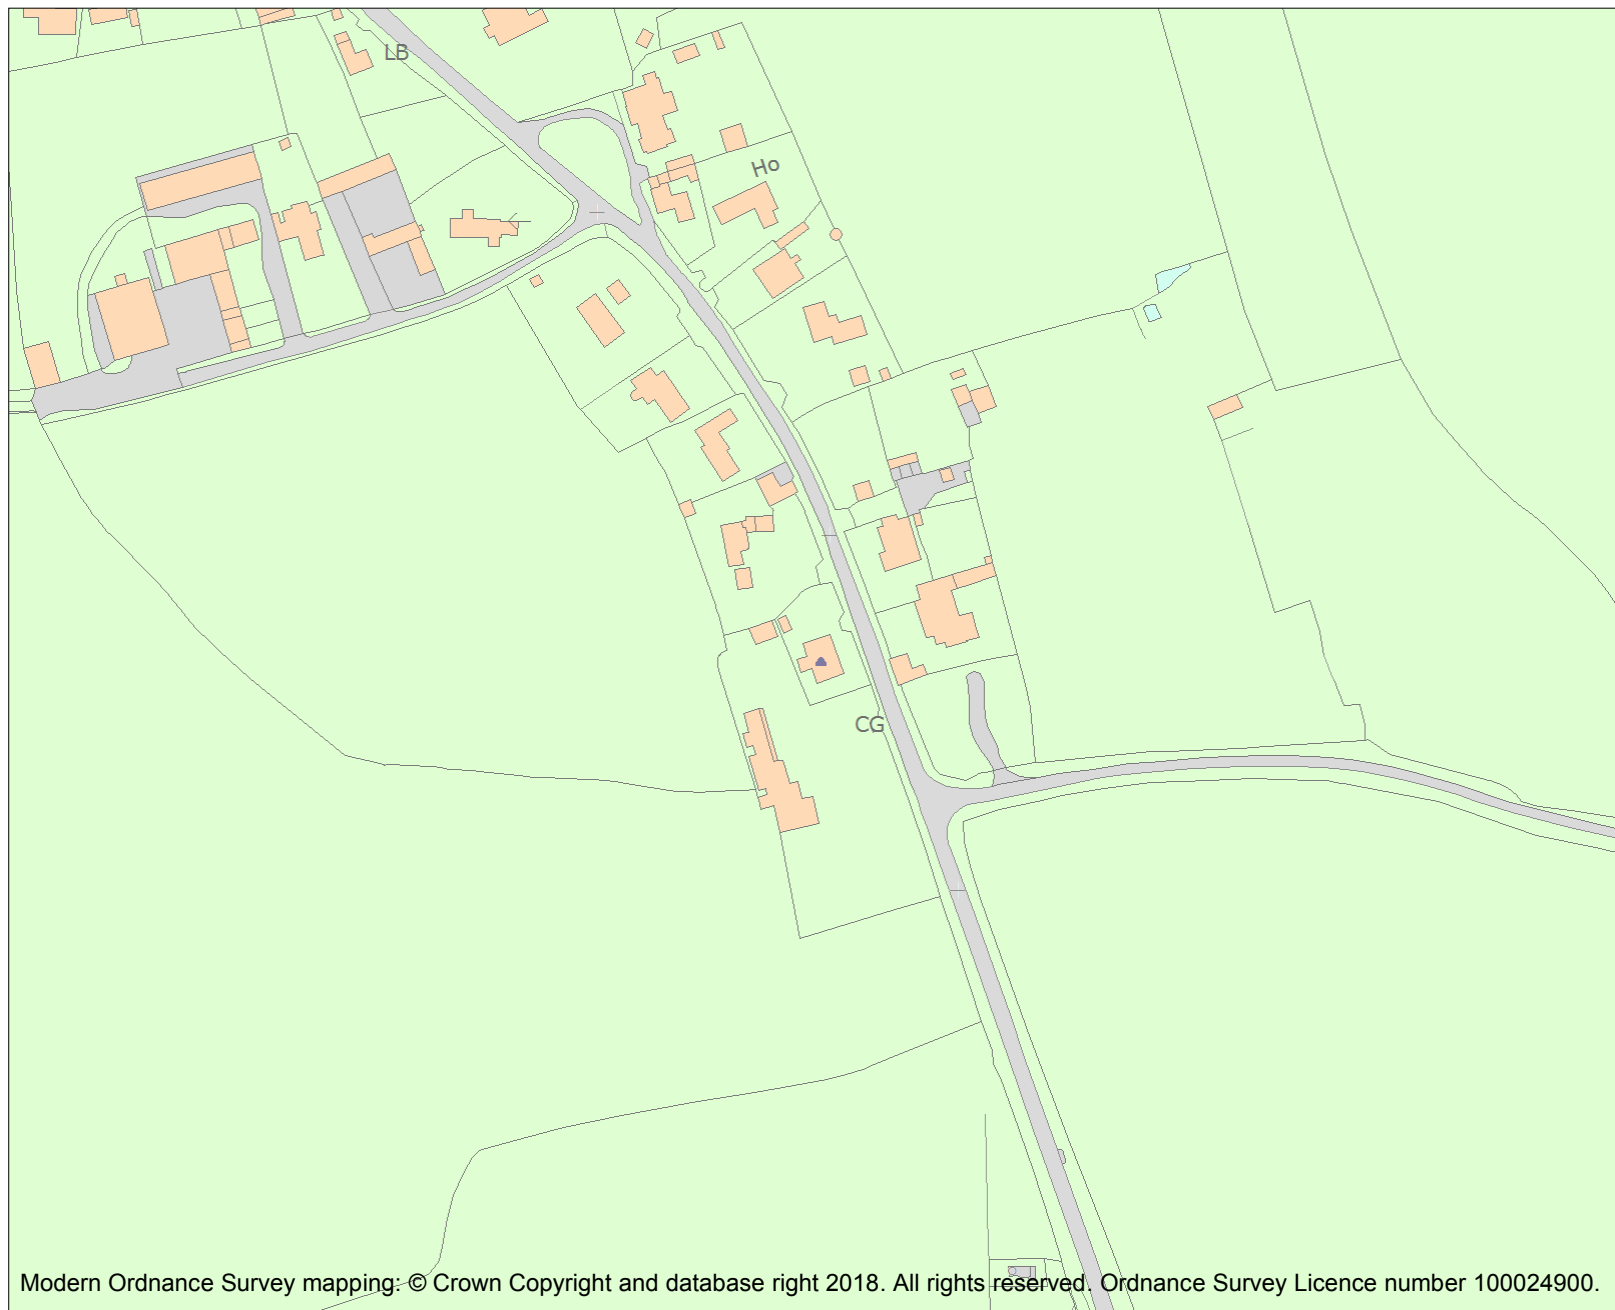 LB
Ho
CG
Modern Ordnance Survey mapping: © Crown Copyright and database right 2018. All rights reserved. Ordnance Survey Licence number 100024900.